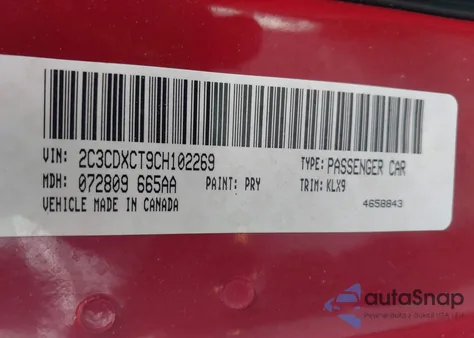 VIN: 2C3CDXCT9CH102269 TYPE: PASSENGER CAR
MDH: 072809 665AA PAINT: PRY TRIM: KLX9
VEHICLE MADE IN CANADA 4658843
autoSnap